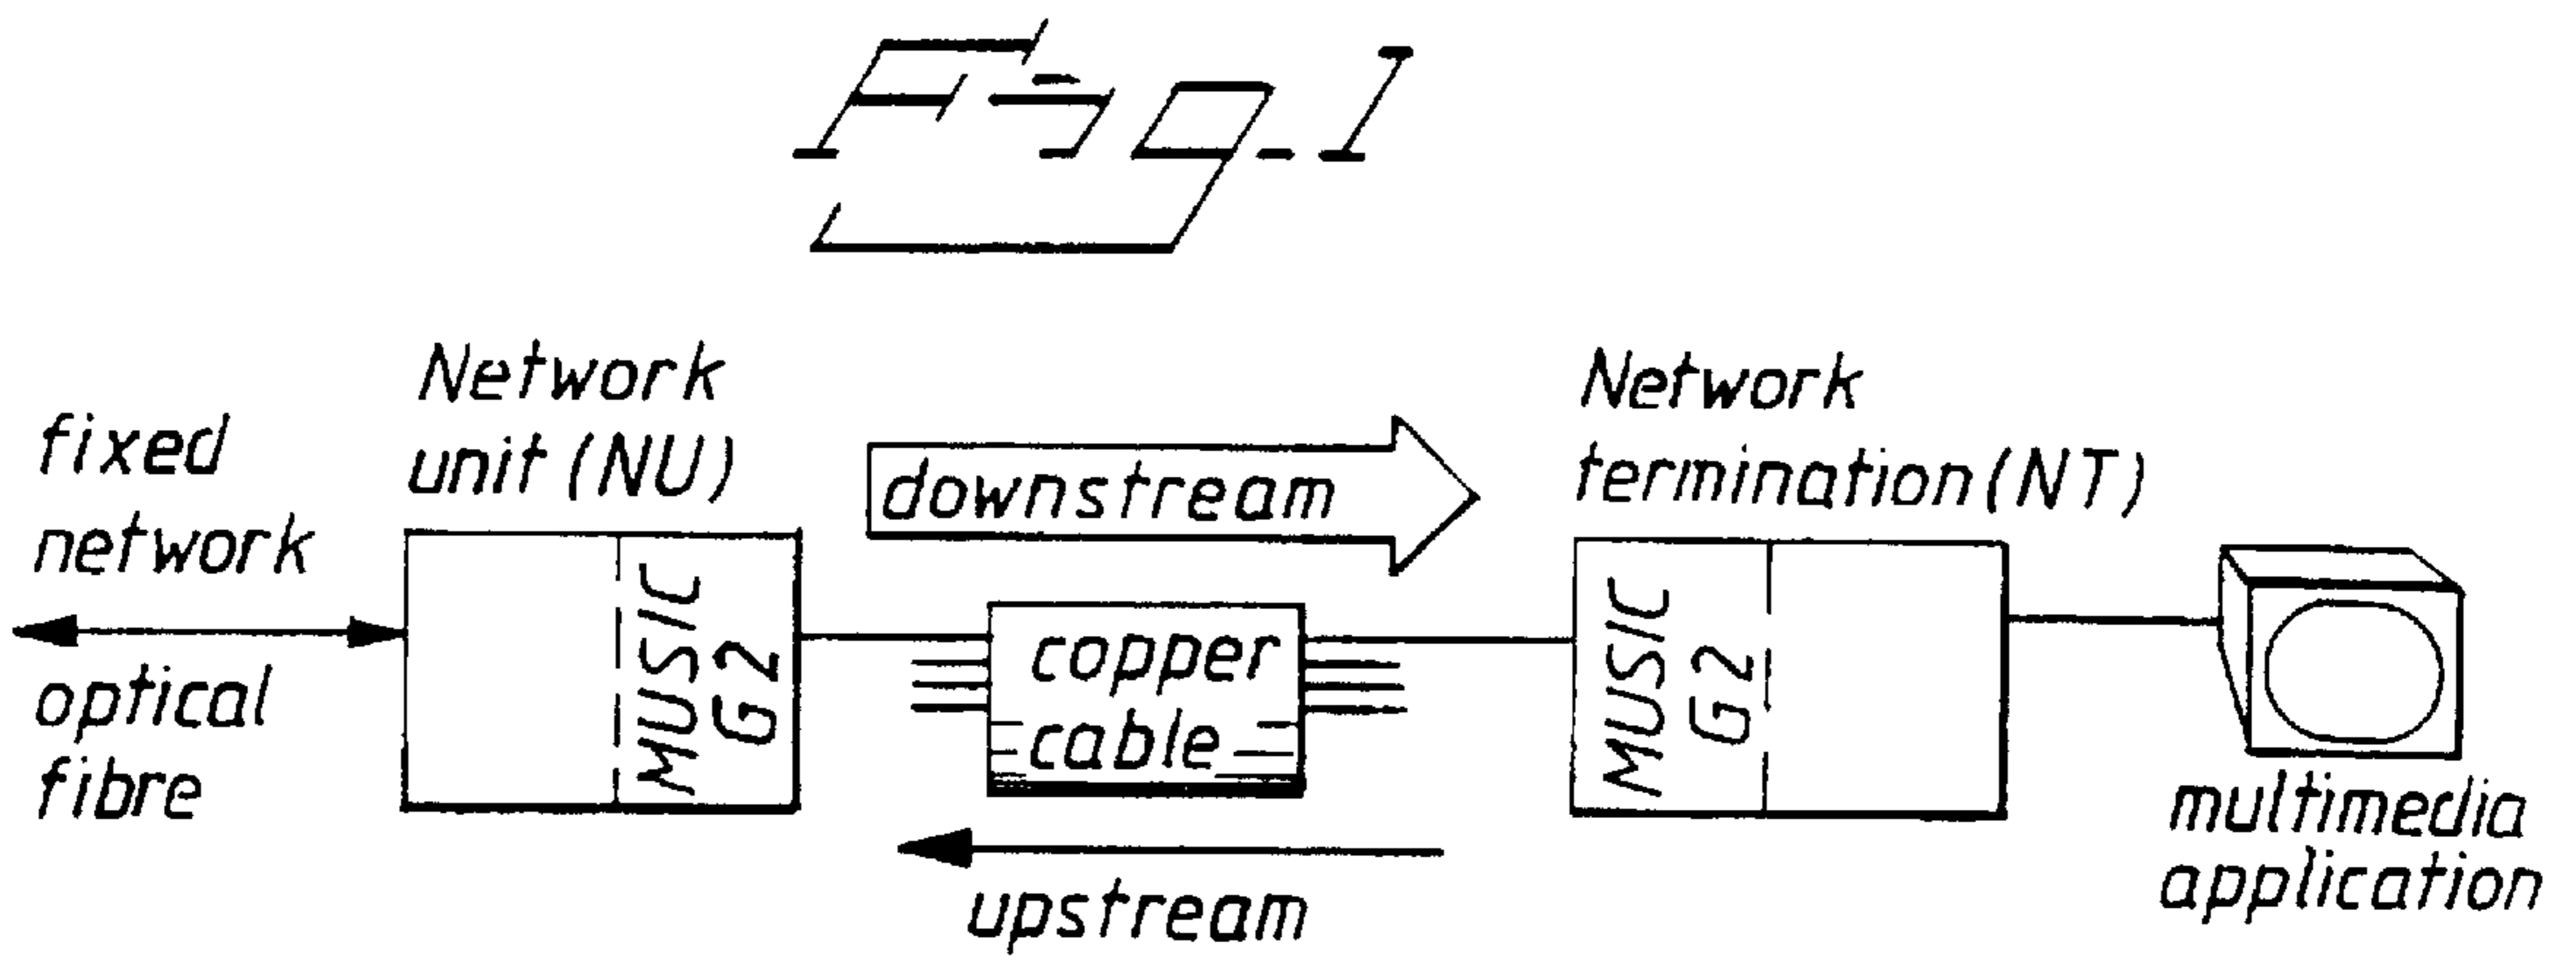 Fig. 1
Network
unit (NU)
fixed
network
optical
fibre
MUSIC
G2
downstream
copper
cable
upstream
Network
termination (NT)
MUSIC
G2
multimedia
application